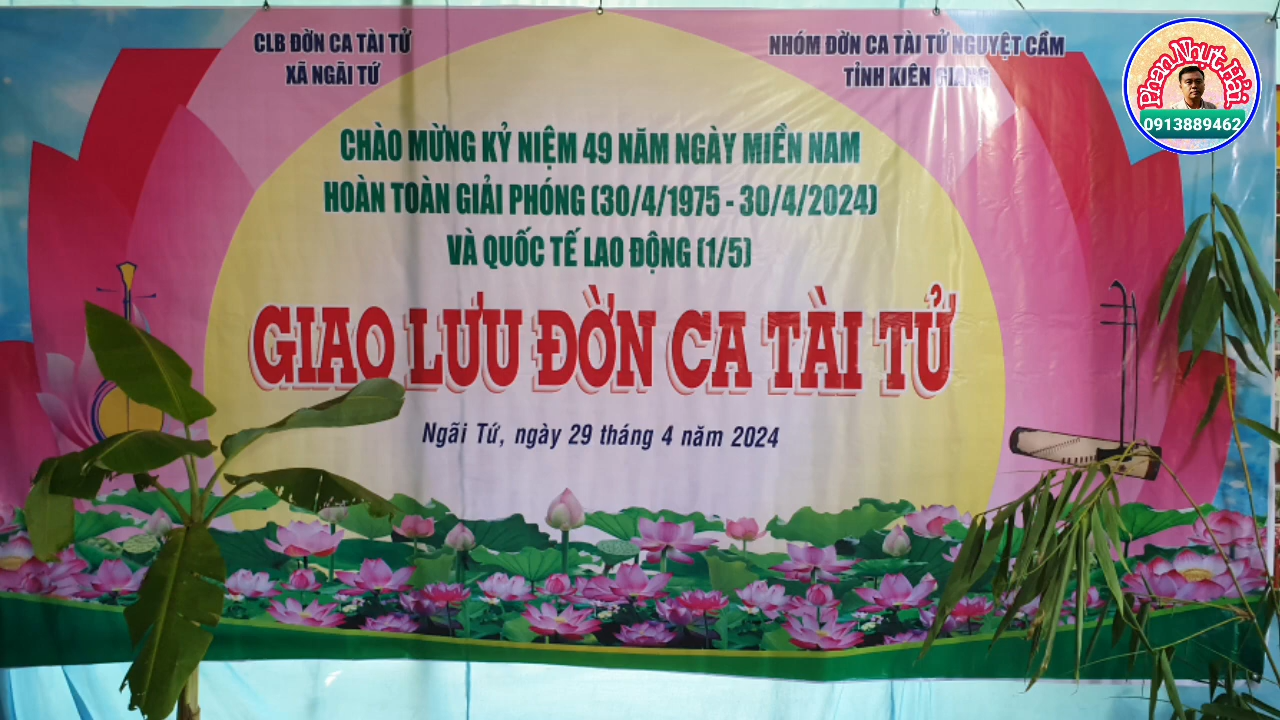 CLB ĐỜN CA TÀI TỬ
XÃ NGÃI TỨ
NHÓM ĐỜN CA TÀI TỬ NGUYỆT CẦM
TỈNH KIÊN GIANG
Phan Nhựt Hải
0913889462
CHÀO MỪNG KỶ NIỆM 49 NĂM NGÀY MIỀN NAM
HOÀN TOÀN GIẢI PHÓNG (30/4/1975 - 30/4/2024)
VÀ QUỐC TẾ LAO ĐỘNG (1/5)
GIAO LƯU ĐỜN CA TÀI TỬ
Ngãi Tứ, ngày 29 tháng 4 năm 2024